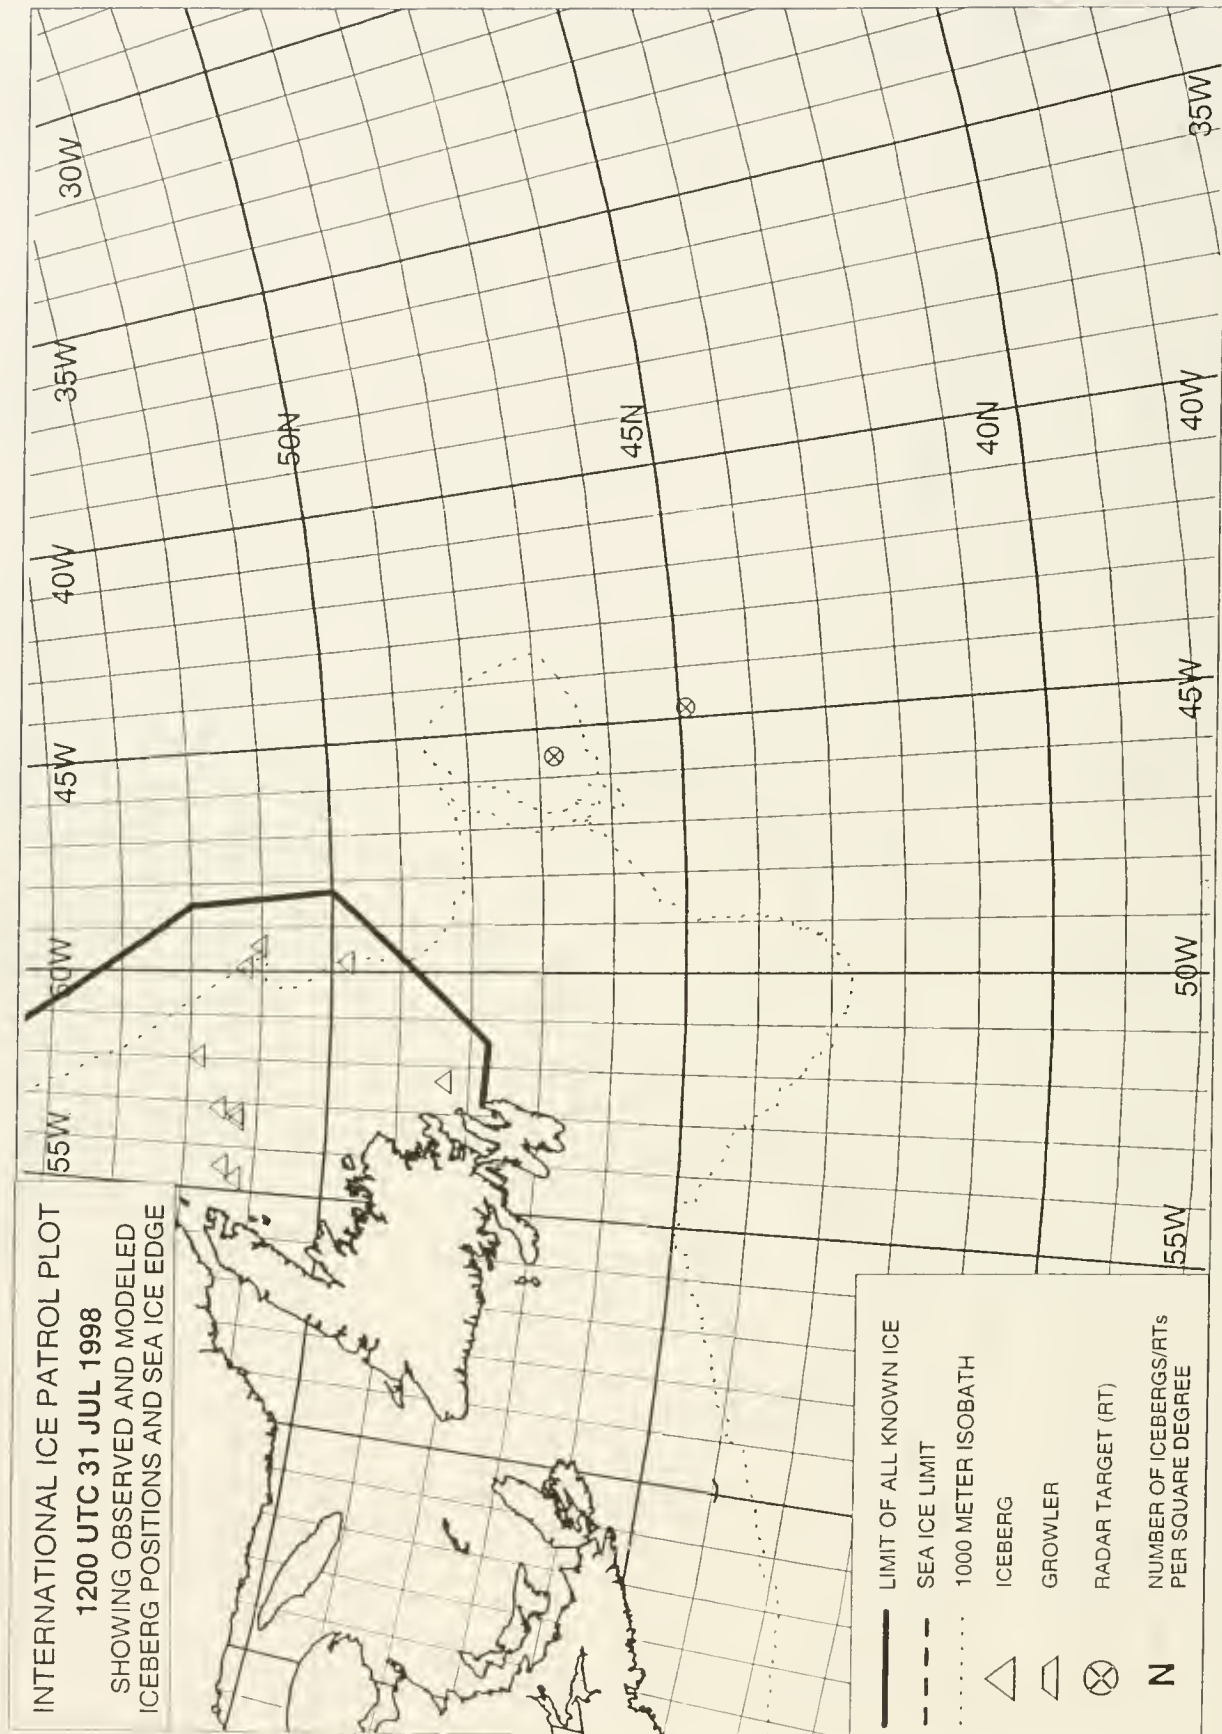 INTERNATIONAL ICE PATROL PLOT
1200 UTC 31 JUL 1998
SHOWING OBSERVED AND MODELED
ICEBERG POSITIONS AND SEA ICE EDGE
55W
50W
45W
40W
35W
30W
50N
45N
40N
55W
50W
45W
40W
35W
LIMIT OF ALL KNOWN ICE
SEA ICE LIMIT
1000 METER ISOBATH
ICEBERG
GROWLER
RADAR TARGET (RT)
N NUMBER OF ICEBERGS/RTs
PER SQUARE DEGREE